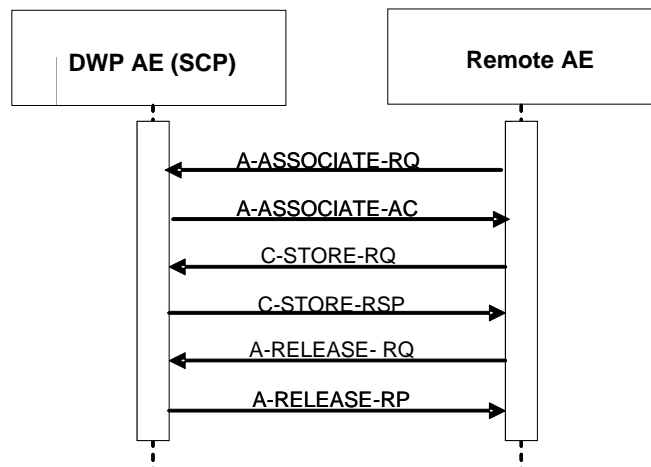 DWP AE (SCP)
Remote AE
A-ASSOCIATE-RQ
A-ASSOCIATE-AC
C-STORE-RQ
C-STORE-RSP
A-RELEASE- RQ
A-RELEASE-RP